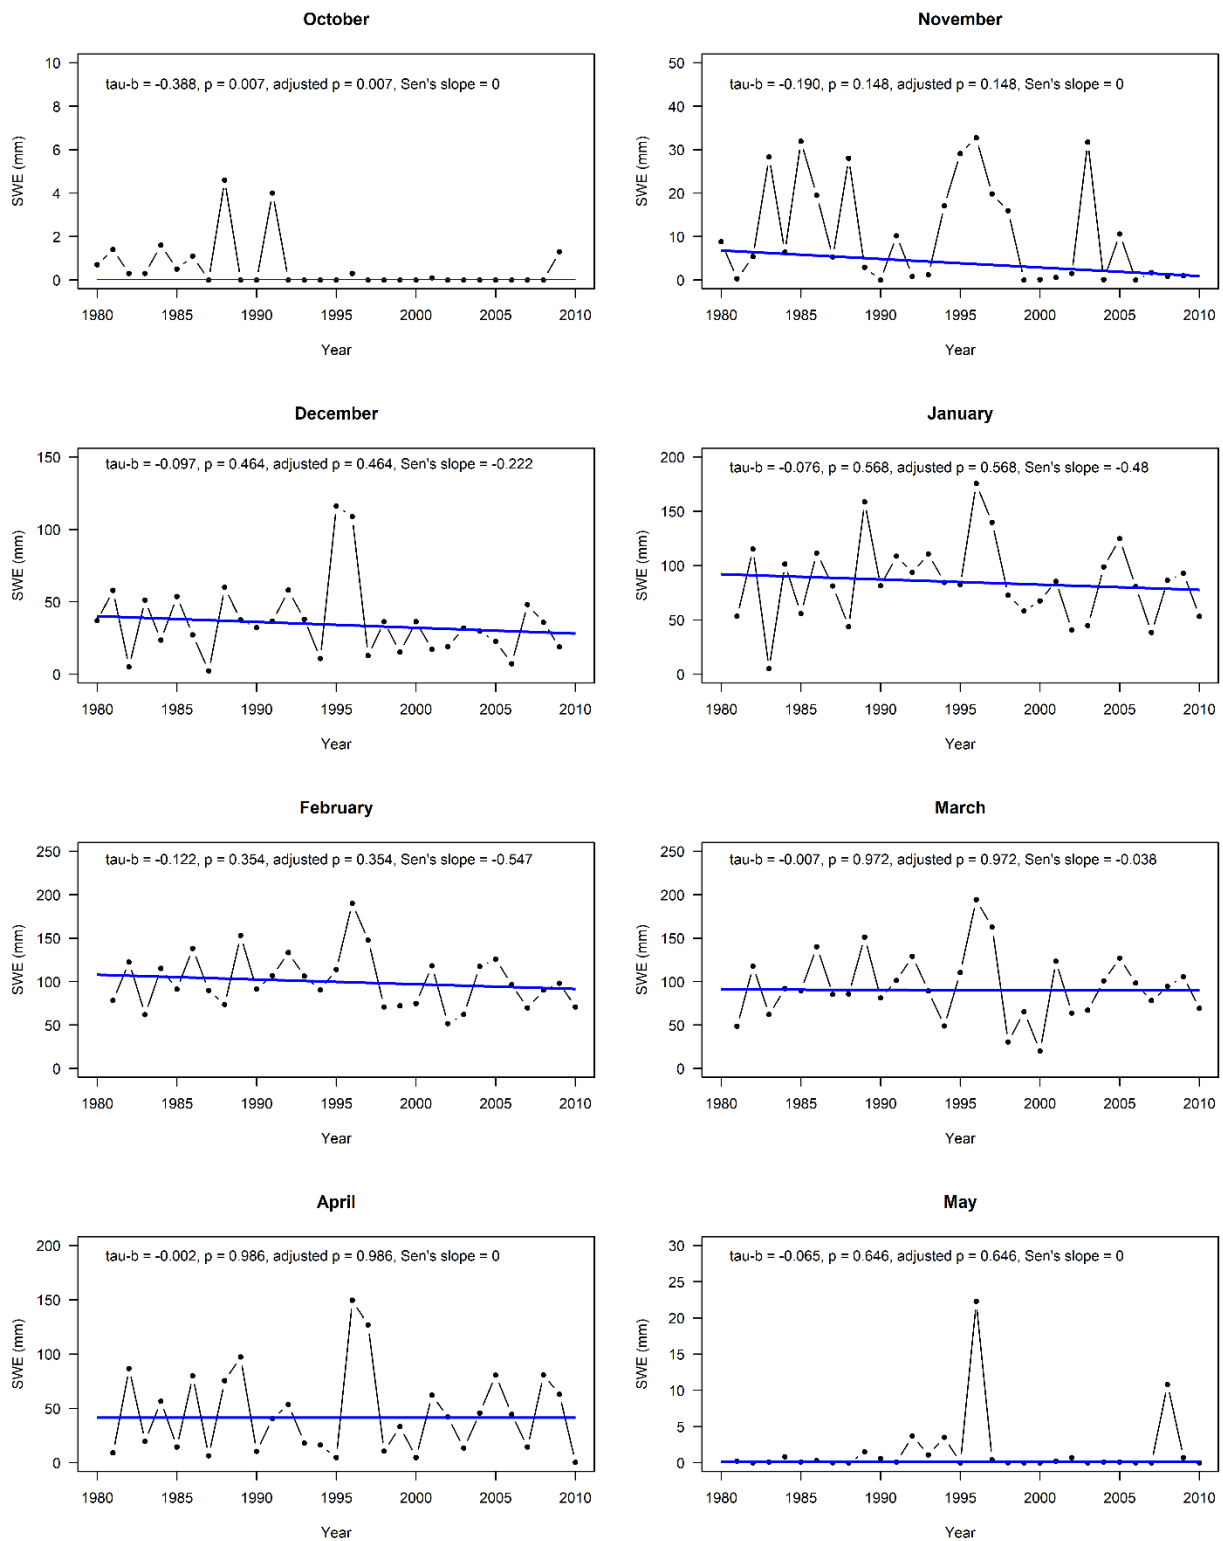 October
tau-b = -0.388, p = 0.007, adjusted p = 0.007, Sen's slope = 0
10
8
6
4
2
0
SWE (mm)
1980 1985 1990 1995 2000 2005 2010
Year
November
tau-b = -0.190, p = 0.148, adjusted p = 0.148, Sen's slope = 0
50
40
30
20
10
0
SWE (mm)
1980 1985 1990 1995 2000 2005 2010
Year
December
tau-b = -0.097, p = 0.464, adjusted p = 0.464, Sen's slope = -0.222
150
100
50
0
SWE (mm)
1980 1985 1990 1995 2000 2005 2010
Year
January
tau-b = -0.076, p = 0.568, adjusted p = 0.568, Sen's slope = -0.48
200
150
100
50
0
SWE (mm)
1980 1985 1990 1995 2000 2005 2010
Year
February
tau-b = -0.122, p = 0.354, adjusted p = 0.354, Sen's slope = -0.547
250
200
150
100
50
0
SWE (mm)
1980 1985 1990 1995 2000 2005 2010
Year
March
tau-b = -0.007, p = 0.972, adjusted p = 0.972, Sen's slope = -0.038
250
200
150
100
50
0
SWE (mm)
1980 1985 1990 1995 2000 2005 2010
Year
April
tau-b = -0.002, p = 0.986, adjusted p = 0.986, Sen's slope = 0
200
150
100
50
0
SWE (mm)
1980 1985 1990 1995 2000 2005 2010
Year
May
tau-b = -0.065, p = 0.646, adjusted p = 0.646, Sen's slope = 0
30
25
20
15
10
5
0
SWE (mm)
1980 1985 1990 1995 2000 2005 2010
Year